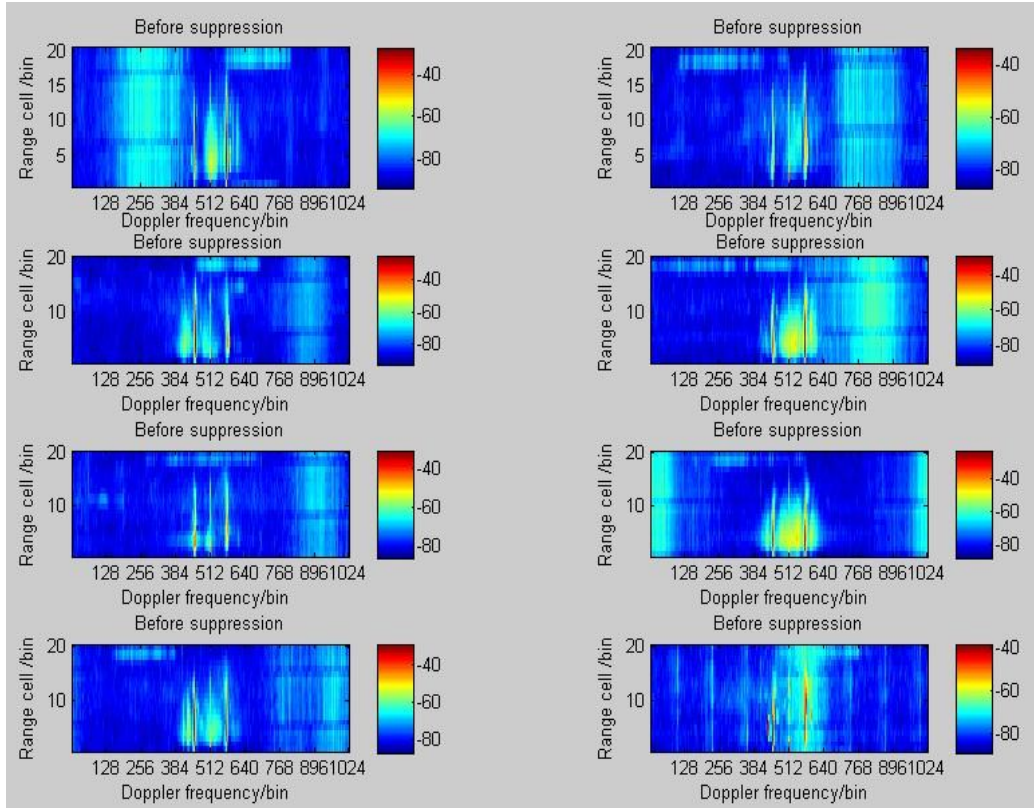 Before suppression
Range cell /bin
20
15
10
5
128 256 384 512 640 768 8961024
Doppler frequency/bin
-40
-60
-80
Before suppression
Range cell /bin
20
15
10
5
128 256 384 512 640 768 8961024
Doppler frequency/bin
-40
-60
-80
Before suppression
Range cell /bin
20
10
128 256 384 512 640 768 8961024
Doppler frequency/bin
-40
-60
-80
Before suppression
Range cell /bin
20
10
128 256 384 512 640 768 8961024
Doppler frequency/bin
-40
-60
-80
Before suppression
Range cell /bin
20
10
128 256 384 512 640 768 8961024
Doppler frequency/bin
-40
-60
-80
Before suppression
Range cell /bin
20
10
128 256 384 512 640 768 8961024
Doppler frequency/bin
-40
-60
-80
Before suppression
Range cell /bin
20
10
128 256 384 512 640 768 8961024
Doppler frequency/bin
-40
-60
-80
Before suppression
Range cell /bin
20
10
128 256 384 512 640 768 8961024
Doppler frequency/bin
-40
-60
-80